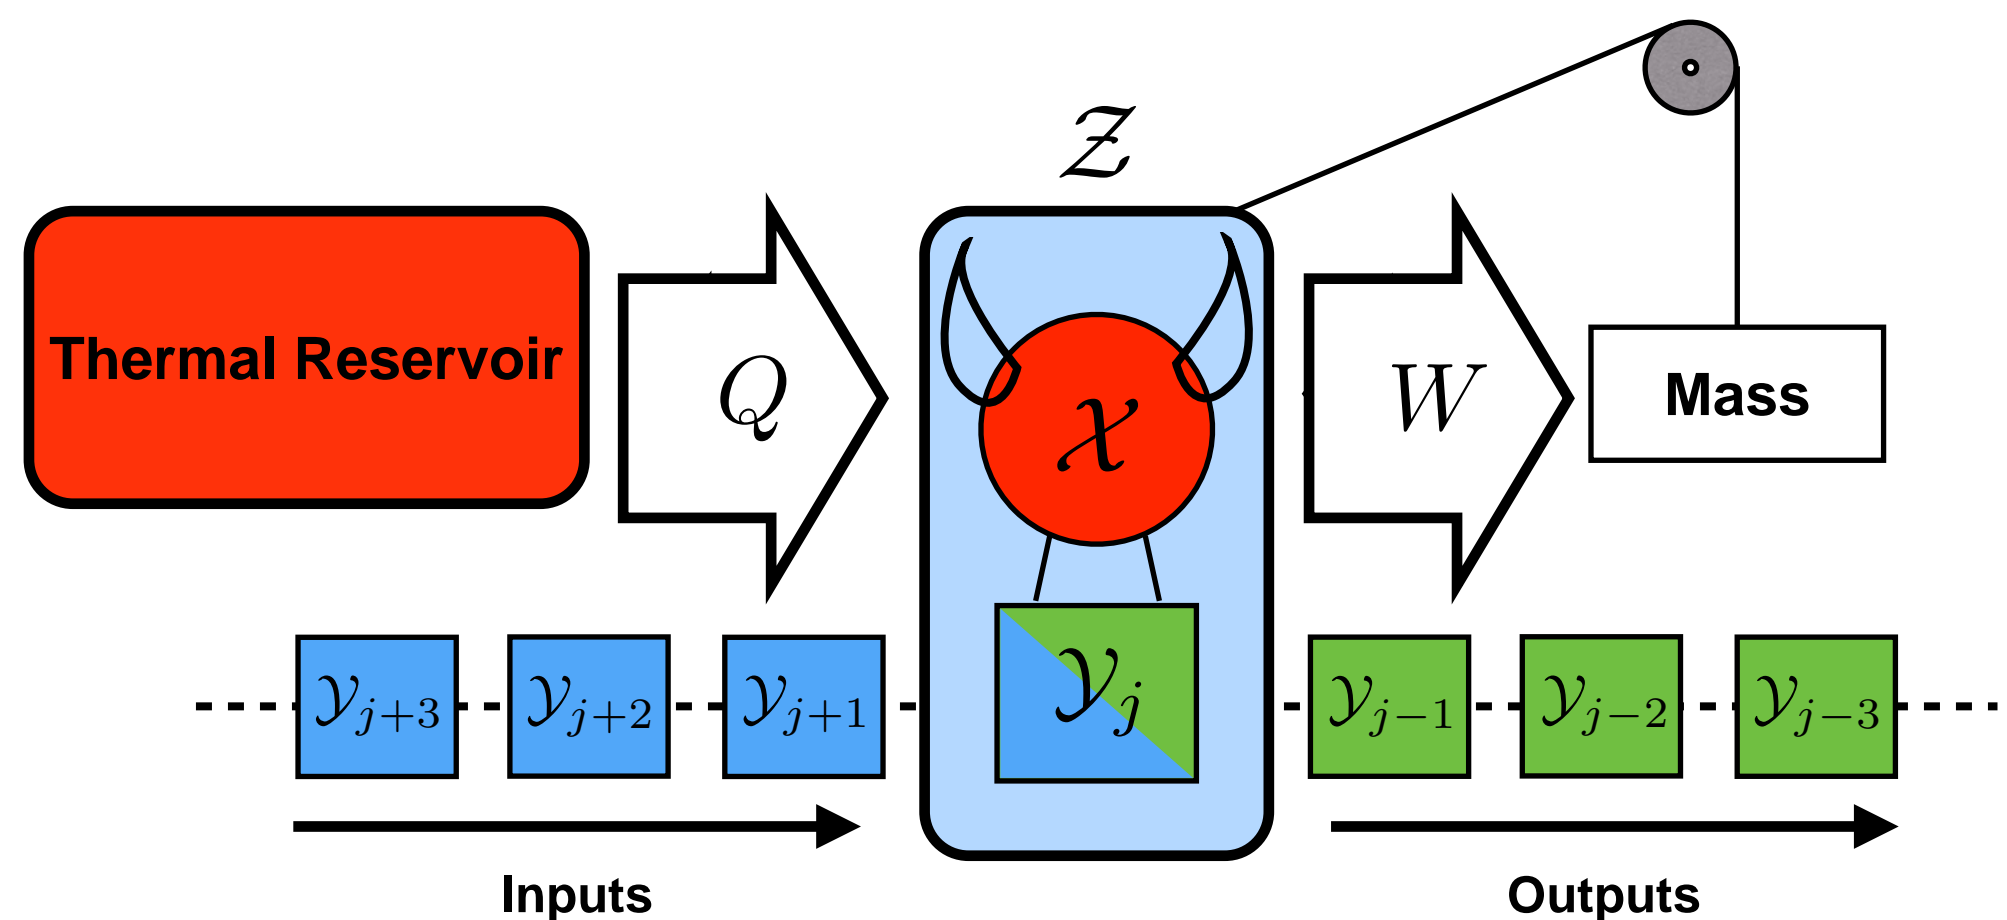 𝒵
Thermal Reservoir
Q
𝒳
W
Mass
𝒴_{j+3}
𝒴_{j+2}
𝒴_{j+1}
𝒴_j
𝒴_{j−1}
𝒴_{j−2}
𝒴_{j−3}
Inputs
Outputs